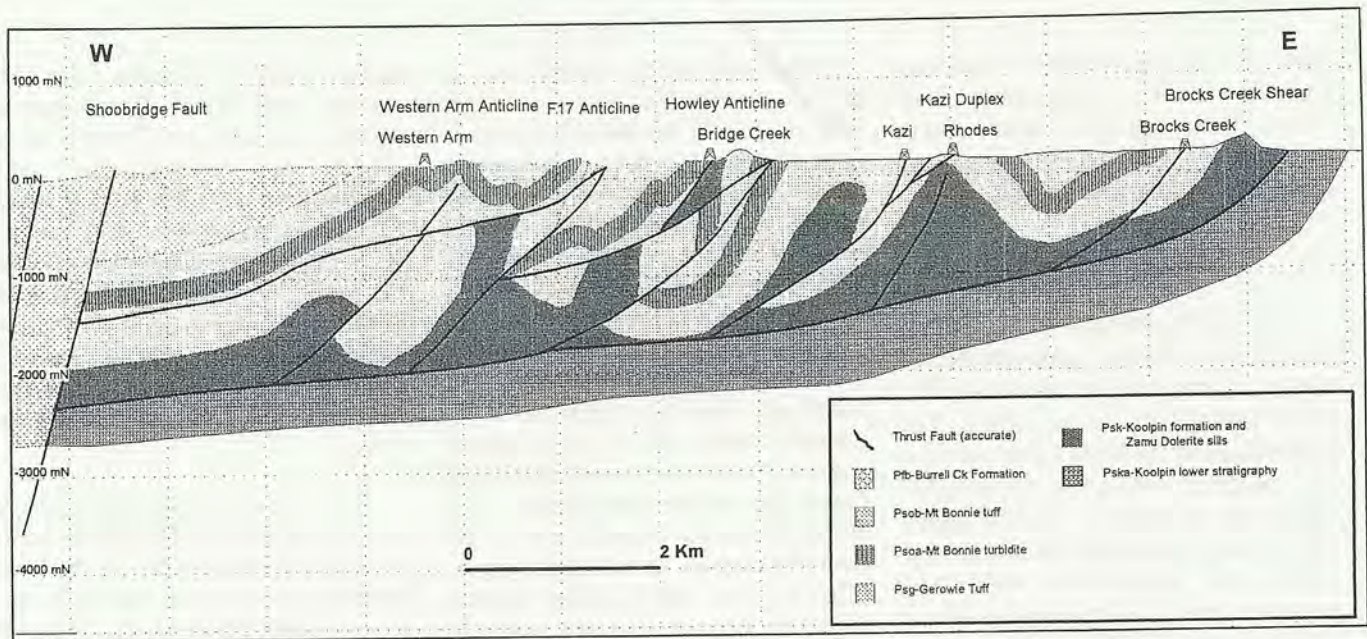 W
E
1000 mN
0 mN
-1000 mN
-2000 mN
-3000 mN
-4000 mN
Shoobridge Fault
Western Arm Anticline
Western Arm
F.17 Anticline
Howley Anticline
Bridge Creek
Kazi Duplex
Kazi
Rhodes
Brocks Creek Shear
Brocks Creek
0
2 Km
Thrust Fault (accurate)
Pfb-Burrell Ck Formation
Psob-Mt Bonnie tuff
Psoa-Mt Bonnie turbidite
Psg-Gerowie Tuff
Psk-Koolpin formation and
Zamu Dolerite sills
Pska-Koolpin lower stratigraphy